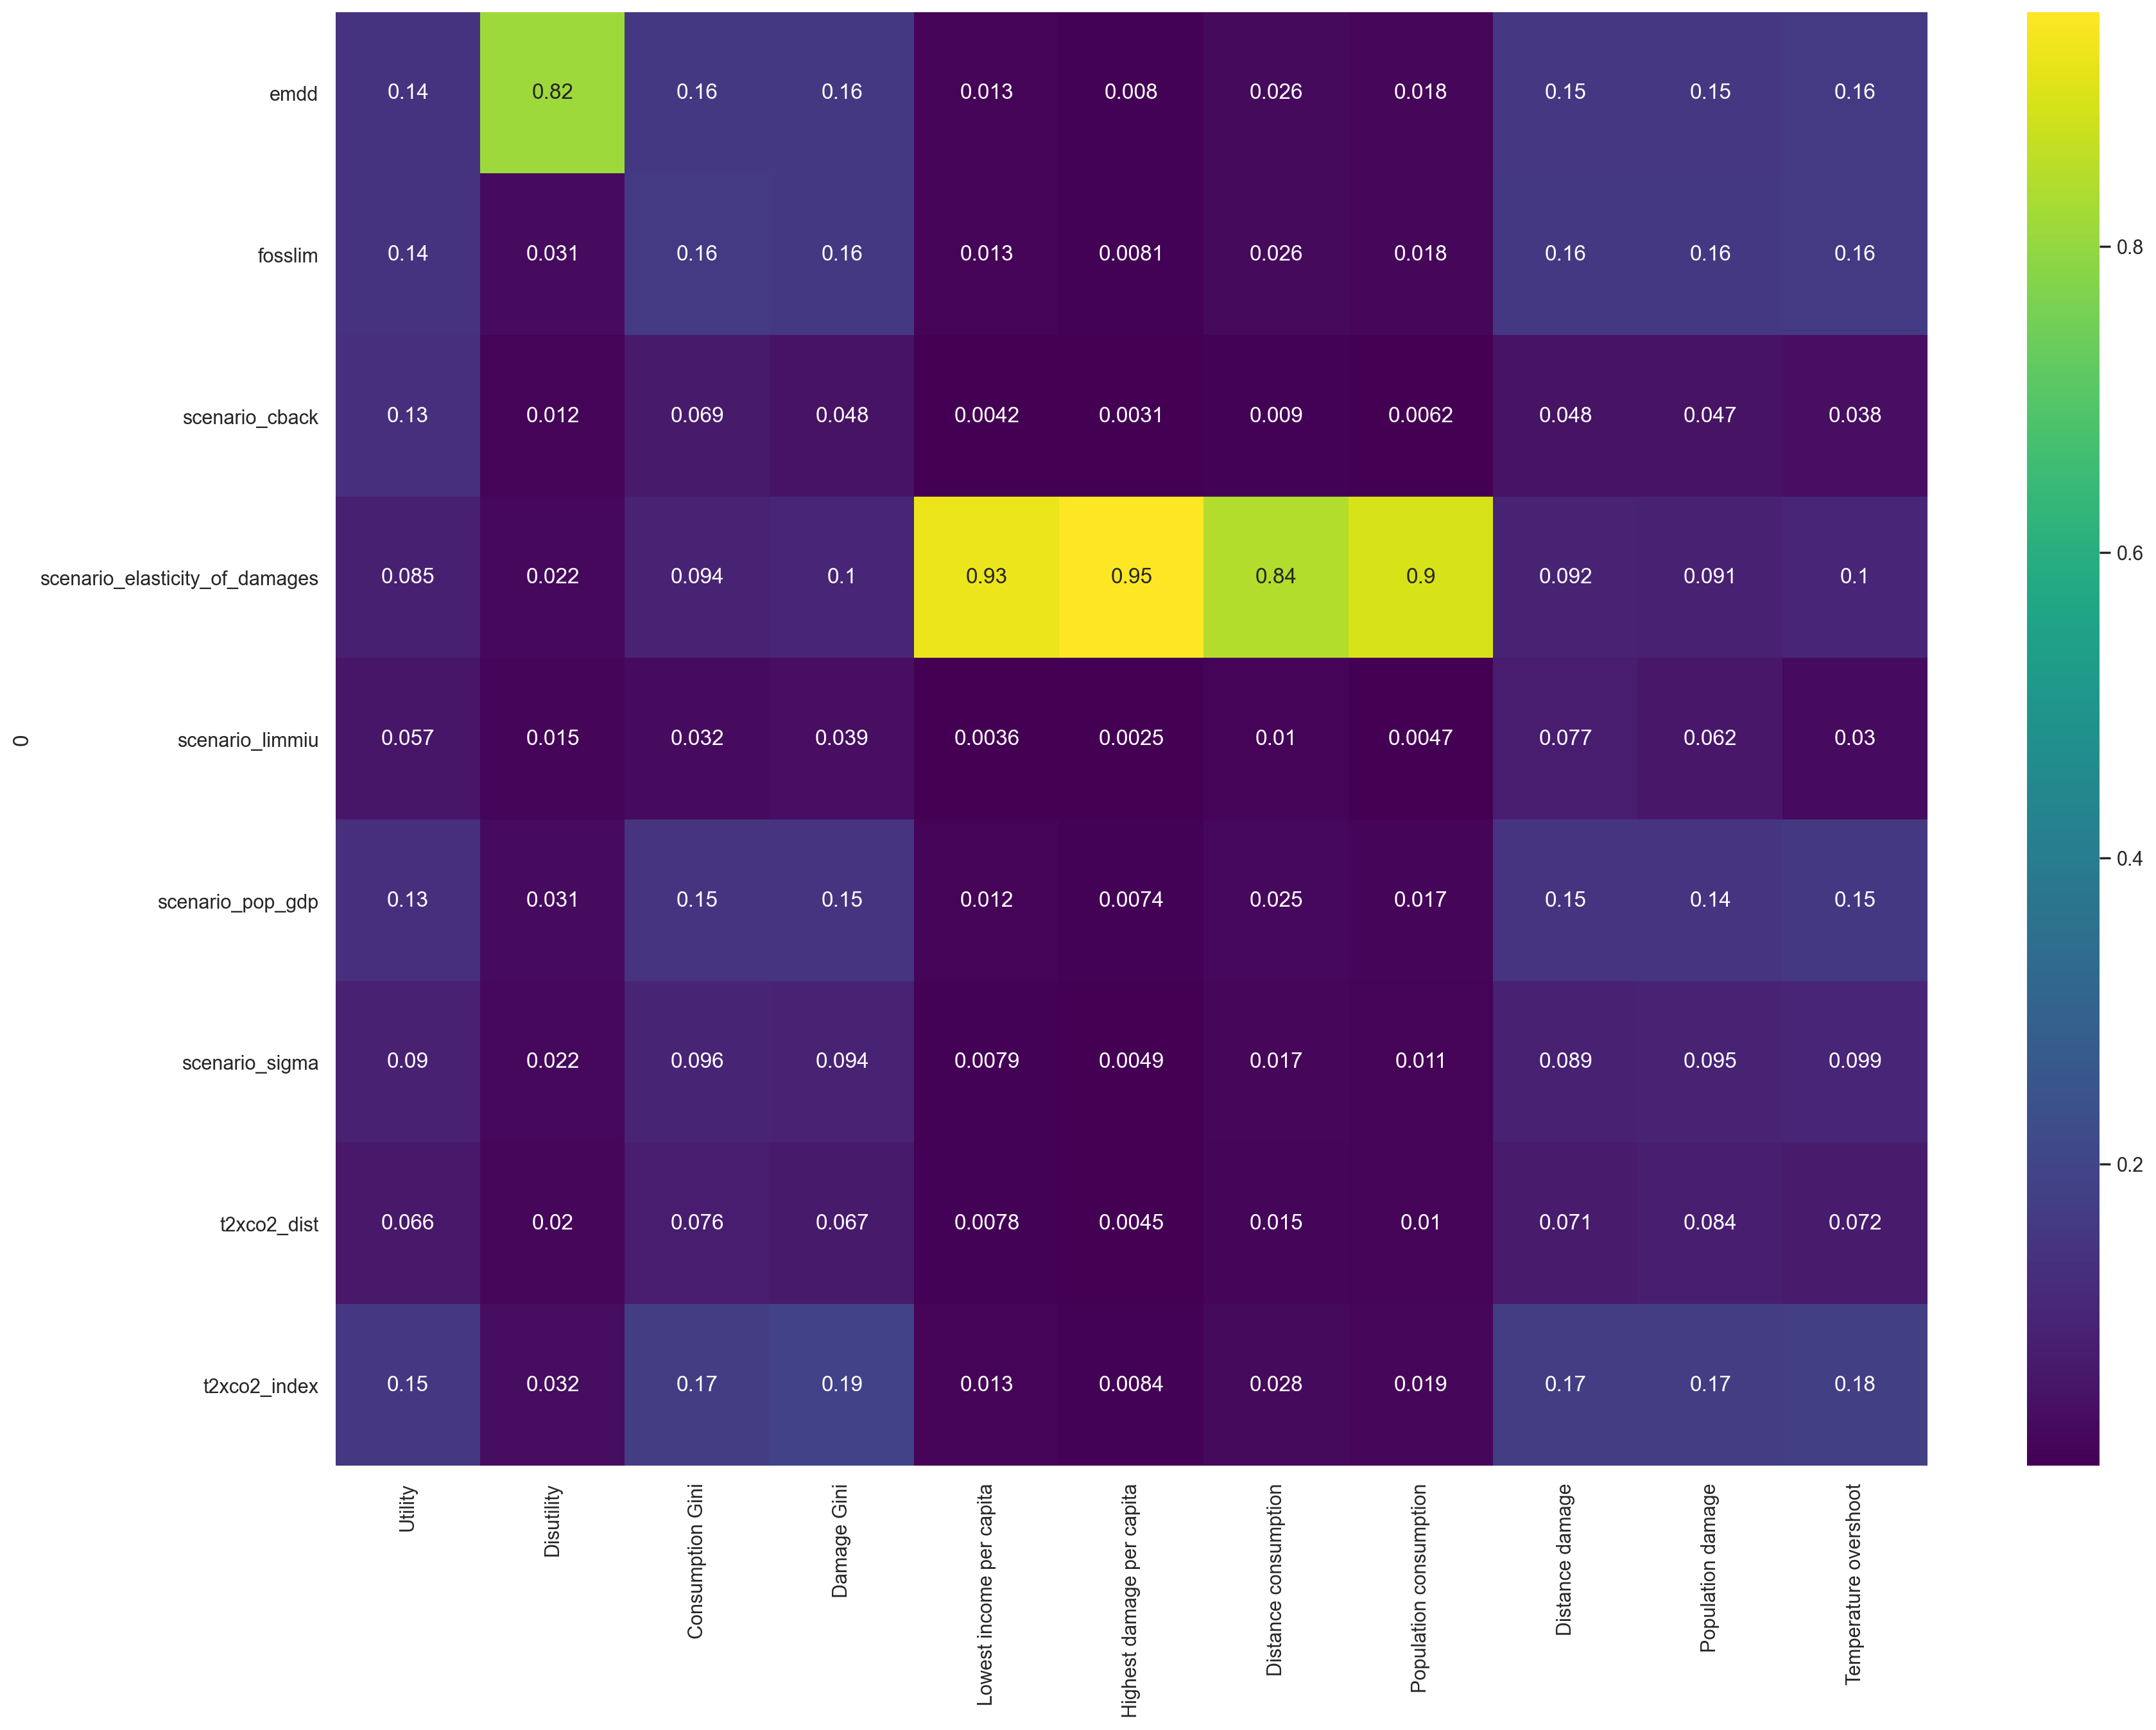 emdd 0.14 0.82 0.16 0.16 0.013 0.008 0.026 0.018 0.15 0.15 0.16
0.8
fosslim 0.14 0.031 0.16 0.16 0.013 0.0081 0.026 0.018 0.16 0.16 0.16
scenario_cback 0.13 0.012 0.069 0.048 0.0042 0.0031 0.009 0.0062 0.048 0.047 0.038
0.6
scenario_elasticity_of_damages 0.085 0.022 0.094 0.1 0.93 0.95 0.84 0.9 0.092 0.091 0.1
0
scenario_limmiu 0.057 0.015 0.032 0.039 0.0036 0.0025 0.01 0.0047 0.077 0.062 0.03
0.4
scenario_pop_gdp 0.13 0.031 0.15 0.15 0.012 0.0074 0.025 0.017 0.15 0.14 0.15
scenario_sigma 0.09 0.022 0.096 0.094 0.0079 0.0049 0.017 0.011 0.089 0.095 0.099
0.2
t2xco2_dist 0.066 0.02 0.076 0.067 0.0078 0.0045 0.015 0.01 0.071 0.084 0.072
t2xco2_index 0.15 0.032 0.17 0.19 0.013 0.0084 0.028 0.019 0.17 0.17 0.18
Utility
Disutility
Consumption Gini
Damage Gini
Lowest income per capita
Highest damage per capita
Distance consumption
Population consumption
Distance damage
Population damage
Temperature overshoot